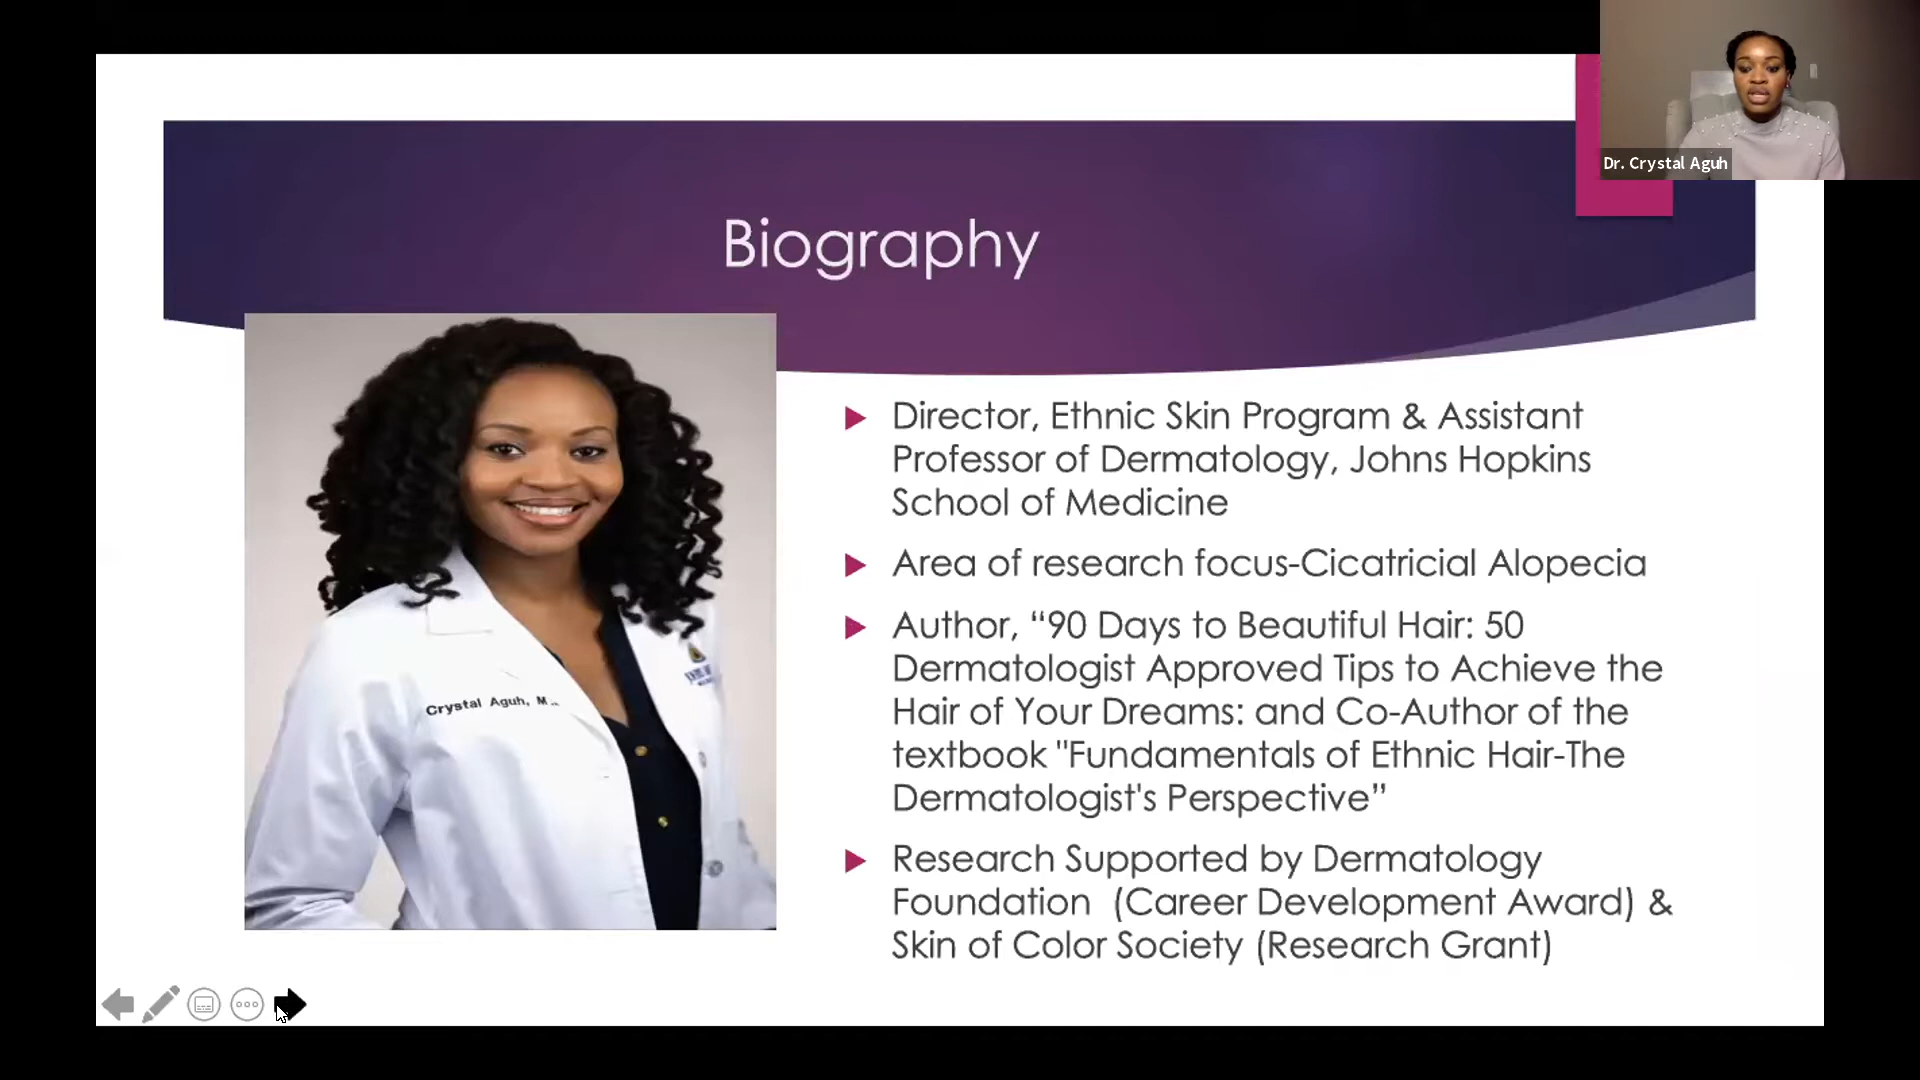 Dr. Crystal Aguh
Biography
Director, Ethnic Skin Program & Assistant
Professor of Dermatology, Johns Hopkins
School of Medicine
Area of research focus-Cicatricial Alopecia
Author, “90 Days to Beautiful Hair: 50
Dermatologist Approved Tips to Achieve the
Hair of Your Dreams: and Co-Author of the
textbook "Fundamentals of Ethnic Hair-The
Dermatologist's Perspective”
Research Supported by Dermatology
Foundation (Career Development Award) &
Skin of Color Society (Research Grant)
Crystal Aguh, M